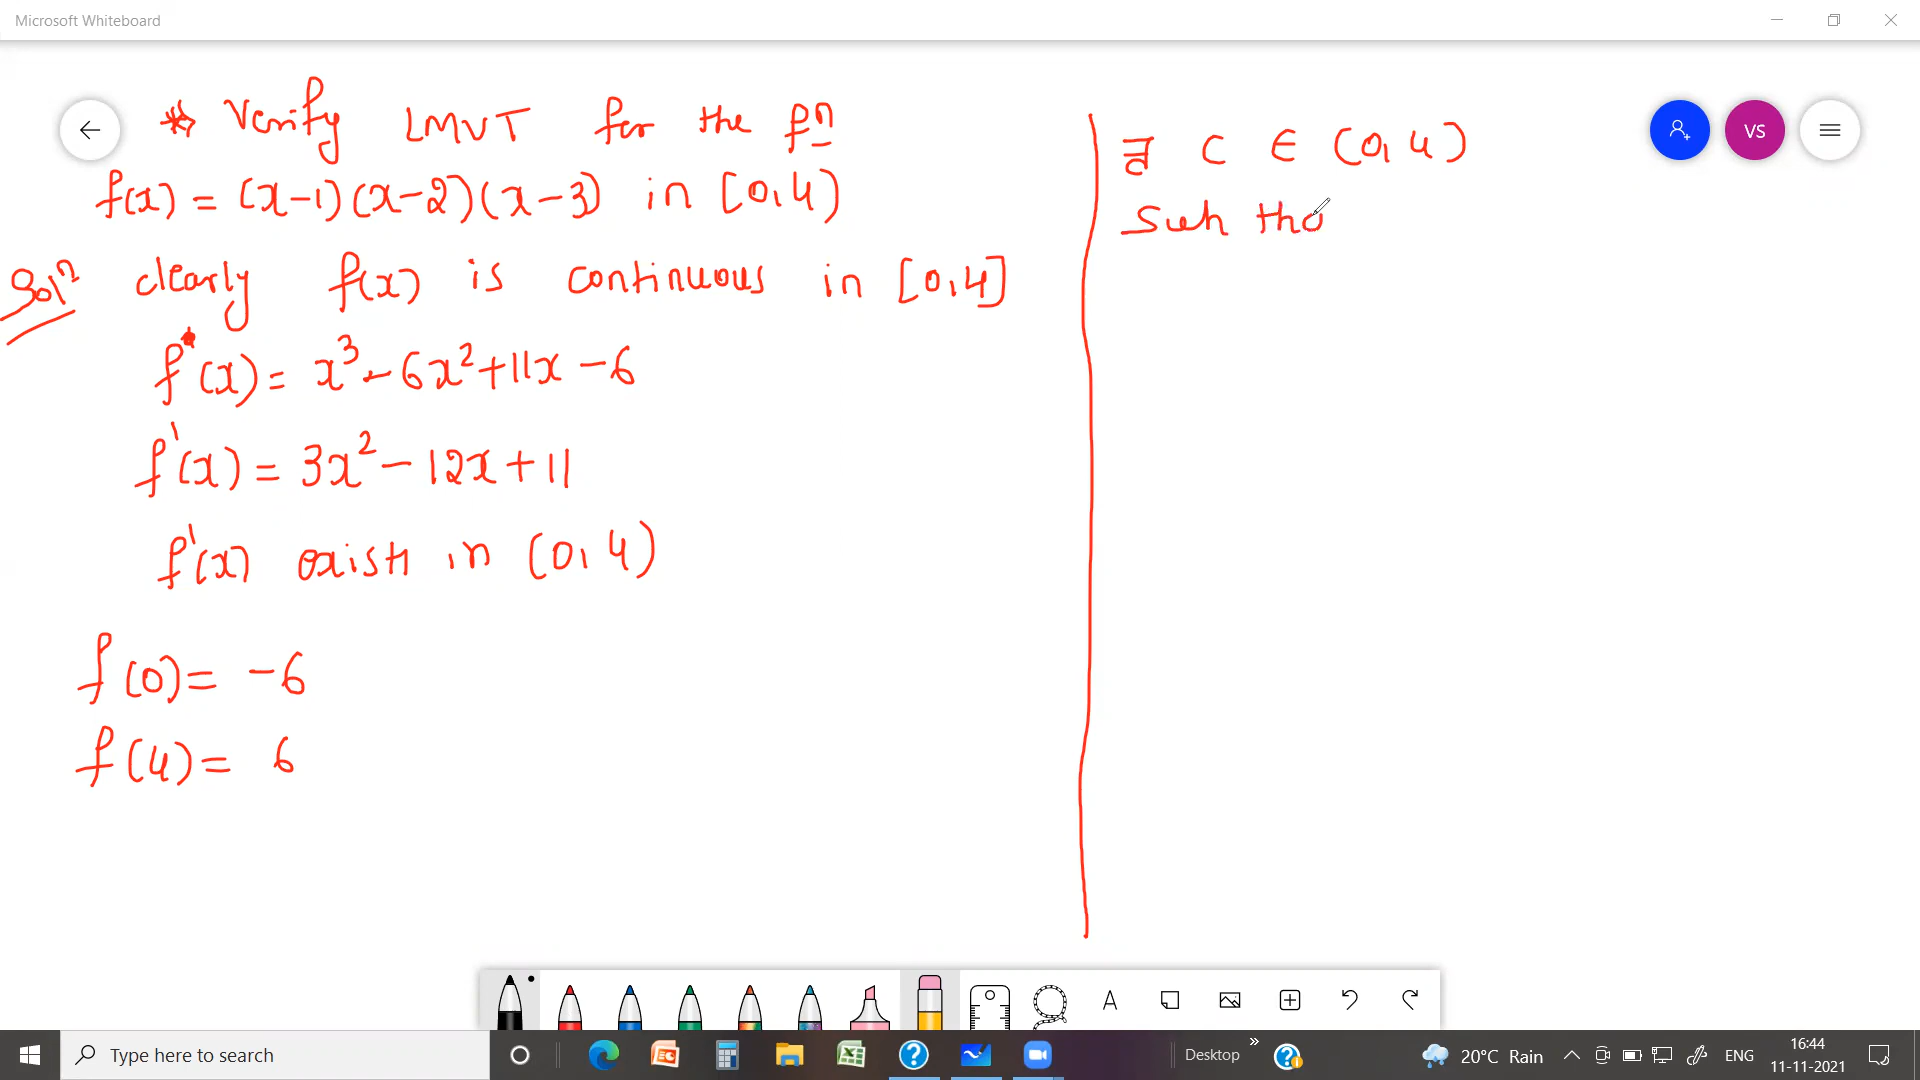 Microsoft Whiteboard
* Verify LMVT for the fn
f(x) = (x-1)(x-2)(x-3) in [0,4)
Soln clearly f(x) is continuous in [0,4]
f(x) = x³ - 6x² + 11x - 6
f'(x) = 3x² - 12x + 11
f'(x) exist in (0,4)
f(0) = -6
f(4) = 6
∃ C ∈ (0,4)
Such tha
VS
A
Type here to search
Desktop
20°C Rain
ENG
16:44
11-11-2021